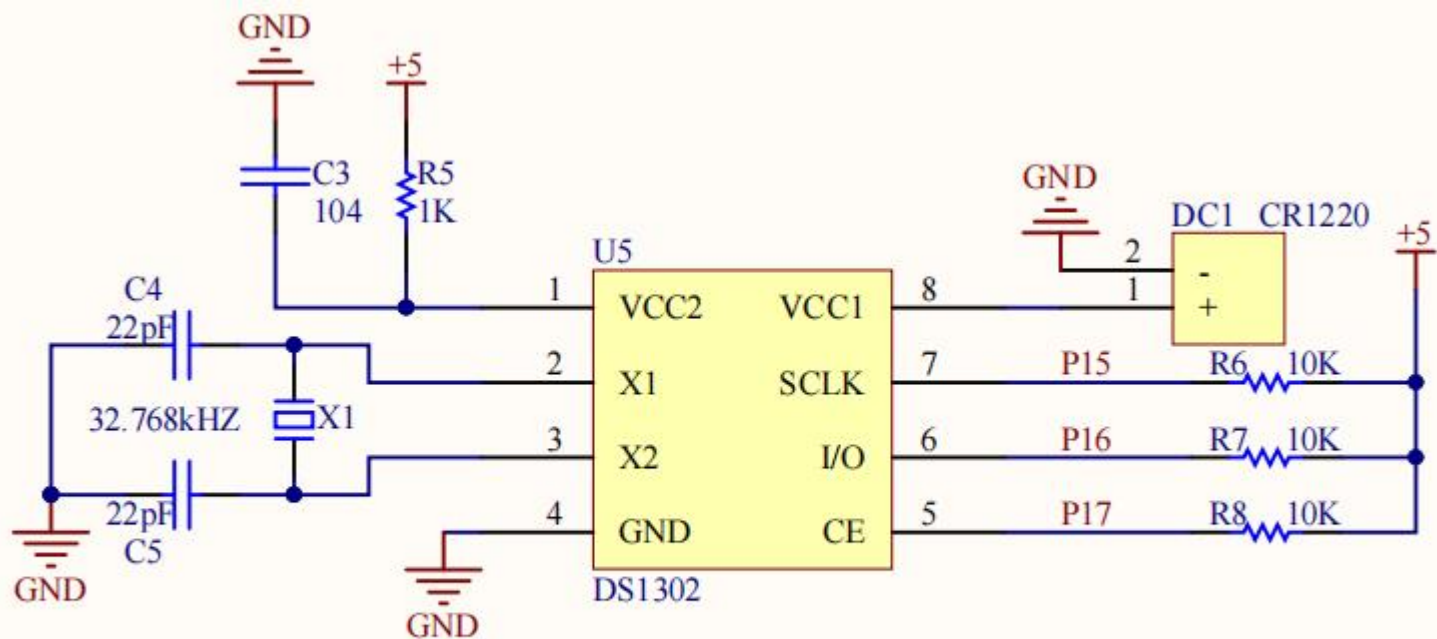 GND
+5
C3
104
R5
1K
GND
DC1 CR1220
+5
2 -
1 +
U5
C4
22pF
1 VCC2
VCC1 8
2 X1
SCLK 7
P15
R6 10K
32.768kHZ
X1
3 X2
I/O 6
P16
R7 10K
22pF
C5
4 GND
CE 5
P17
R8 10K
GND
GND
DS1302